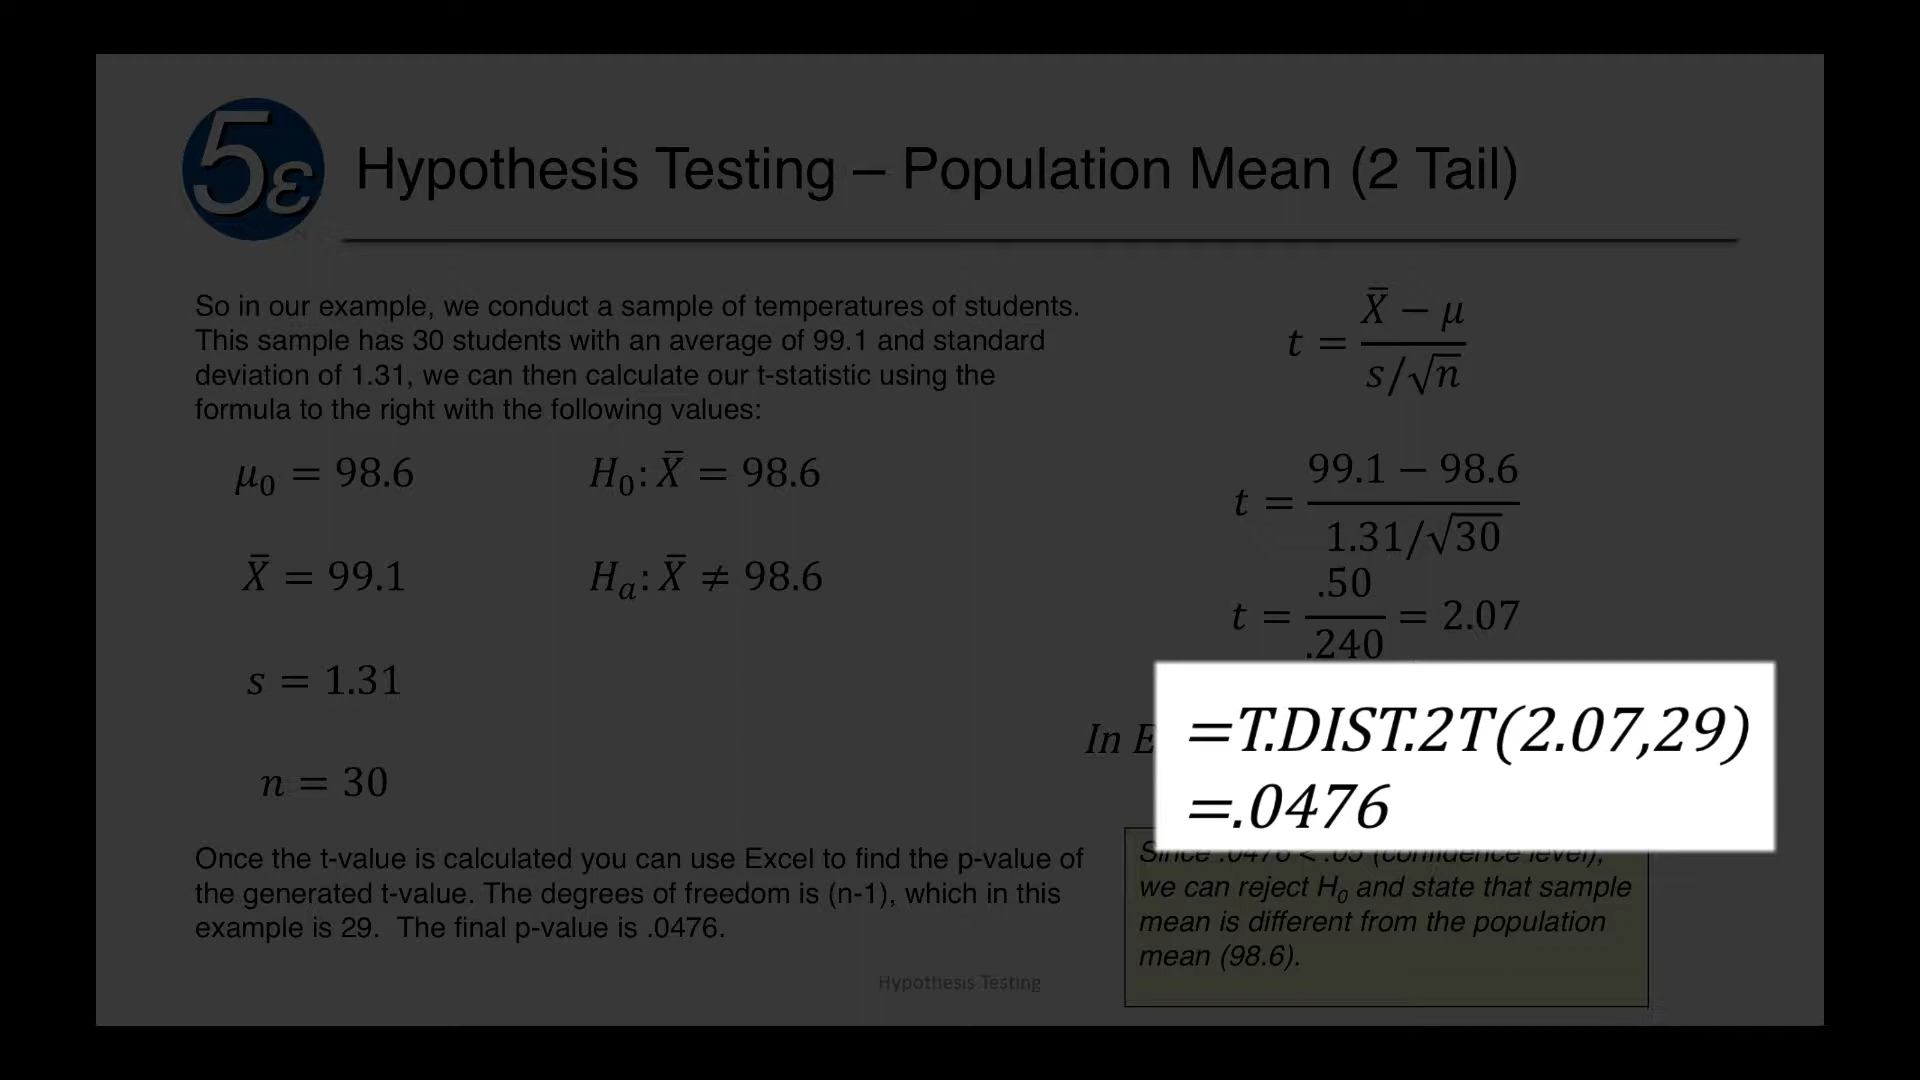 5ε
Hypothesis Testing – Population Mean (2 Tail)
So in our example, we conduct a sample of temperatures of students.
This sample has 30 students with an average of 99.1 and standard
deviation of 1.31, we can then calculate our t-statistic using the
formula to the right with the following values:
μ₀ = 98.6
H₀: X̄ = 98.6
X̄ = 99.1
Hₐ: X̄ ≠ 98.6
s = 1.31
n = 30
Once the t-value is calculated you can use Excel to find the p-value of
the generated t-value. The degrees of freedom is (n-1), which in this
example is 29.  The final p-value is .0476.
t = (X̄ − μ) / (s/√n)
t = (99.1 − 98.6) / (1.31/√30)
t = .50 / .240 = 2.07
In
=T.DIST.2T(2.07,29)
=.0476
Since .0476 < .05 (confidence level),
we can reject H₀ and state that sample
mean is different from the population
mean (98.6).
Hypothesis Testing